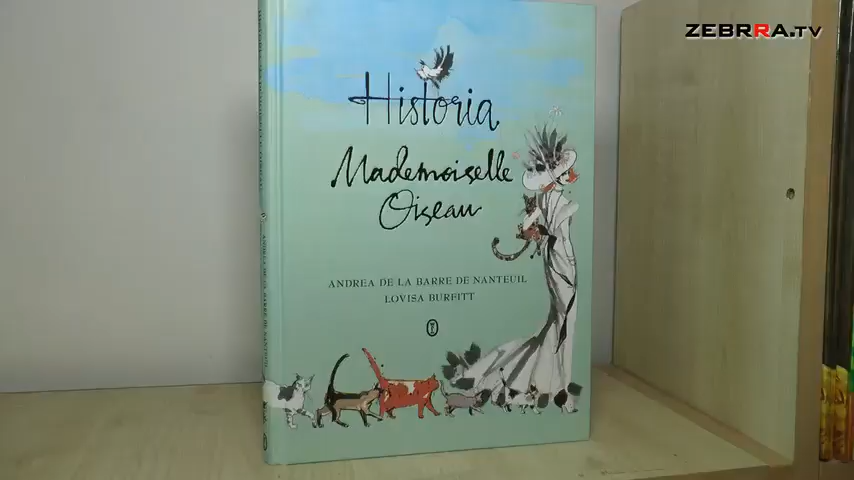 ZEBRRA.TV
Historia
Mademoiselle
Oiseau
ANDREA DE LA BARRE DE NANTEUIL
LOVISA BURFITT